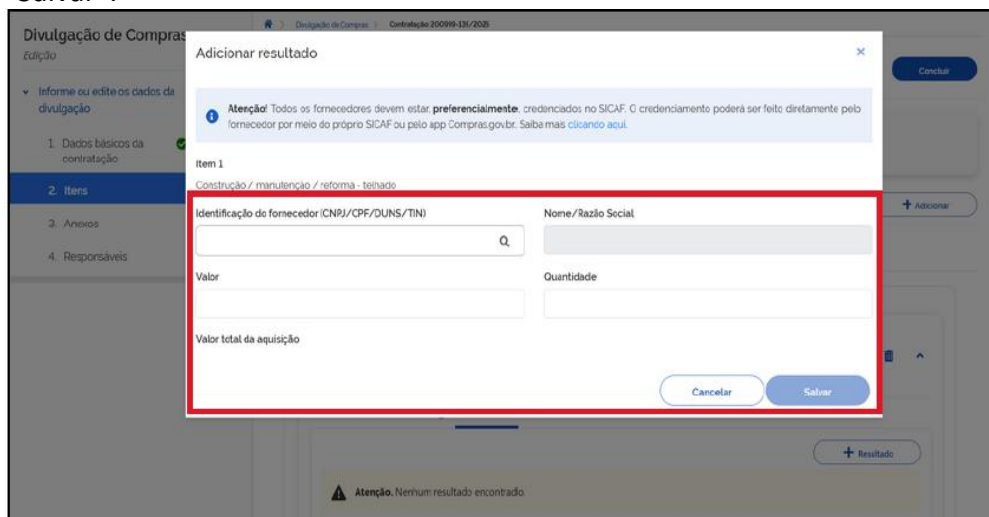 Divulgação de Compras > Contratação 200919-131/2025
Divulgação de Compras
Edição
Adicionar resultado
×
Concluir
Informe ou edite os dados da
divulgação
Atenção! Todos os fornecedores devem estar, preferencialmente, credenciados no SICAF. O credenciamento poderá ser feito diretamente pelo
fornecedor por meio do próprio SICAF ou pelo app Compras.gov.br. Saiba mais clicando aqui.
1. Dados básicos da
contratação
Item 1
Construção / manutenção / reforma - telhado
2. Itens
+ Adicionar
Identificação do fornecedor (CNPJ/CPF/DUNS/TIN)
Nome/Razão Social
3. Anexos
4. Responsáveis
Valor
Quantidade
Valor total da aquisição
Cancelar
Salvar
+ Resultado
Atenção. Nenhum resultado encontrado.